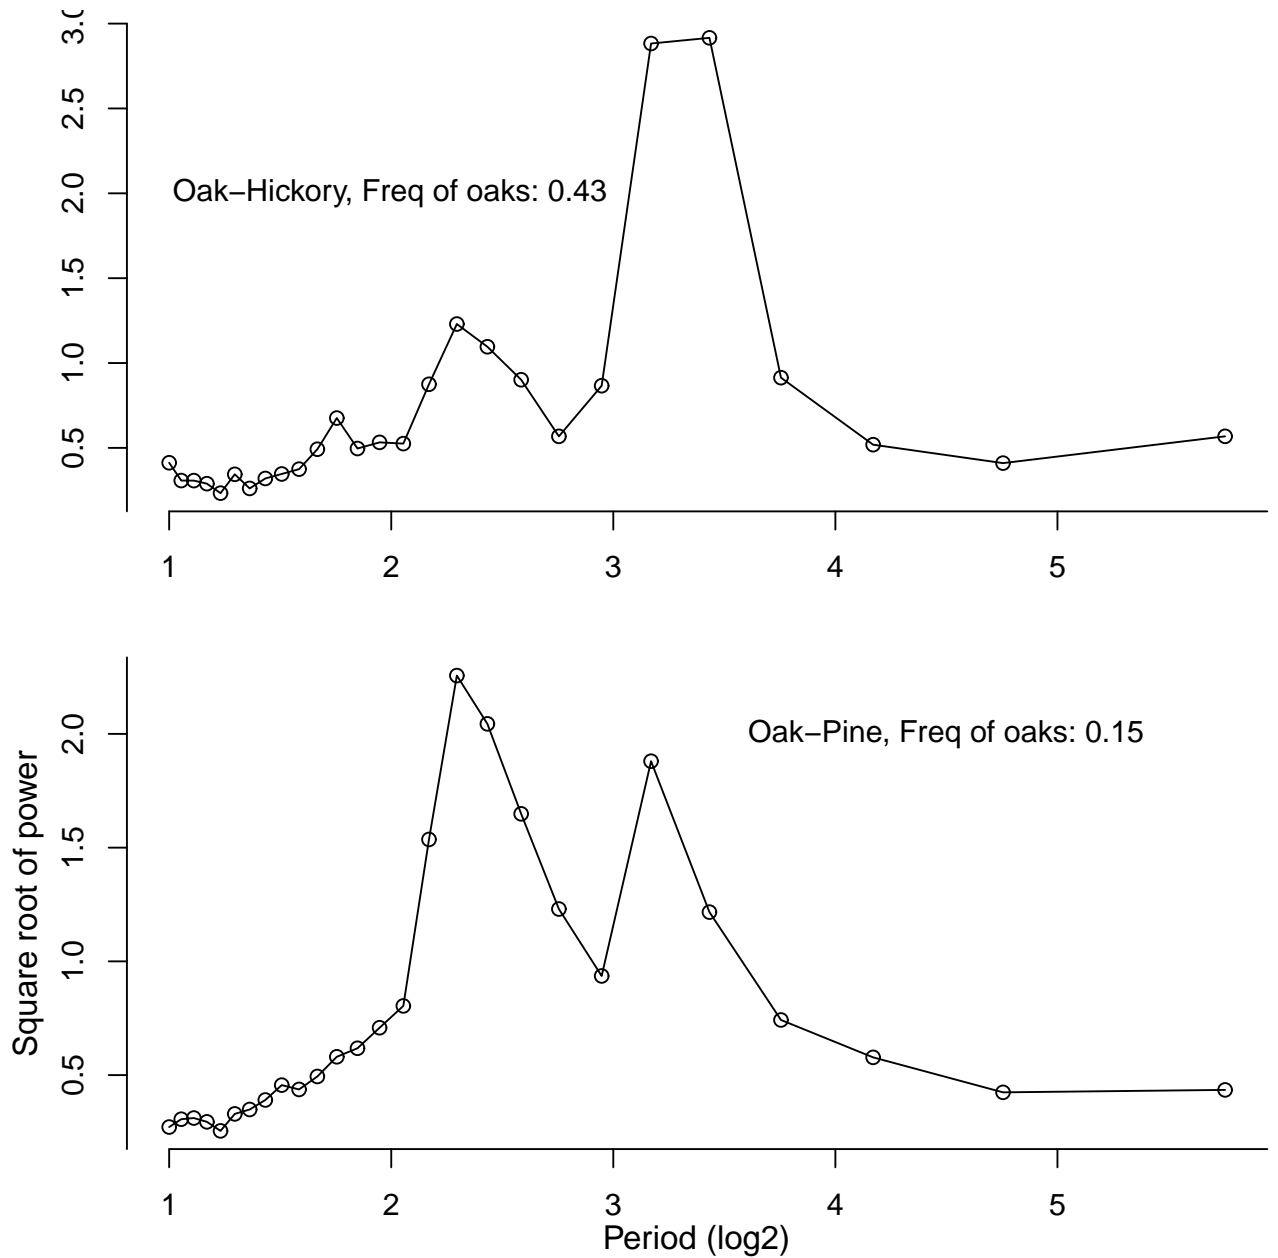 3.0
2.5
2.0
1.5
1.0
0.5
Oak−Hickory, Freq of oaks: 0.43
1 2 3 4 5
2.0
1.5
1.0
0.5
Oak−Pine, Freq of oaks: 0.15
Square root of power
1 2 3 4 5
Period (log2)